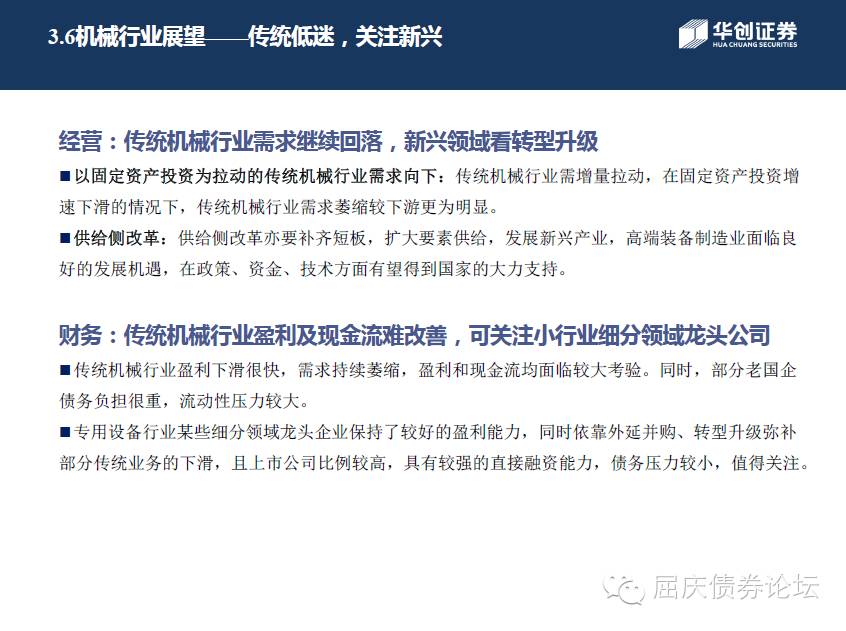 3.6机械行业展望——传统低迷，关注新兴
华创证券
HUA CHUANG SECURITIES
经营：传统机械行业需求继续回落，新兴领域看转型升级
■以固定资产投资为拉动的传统机械行业需求向下：传统机械行业需增量拉动，在固定资产投资增
速下滑的情况下，传统机械行业需求萎缩较下游更为明显。
■供给侧改革：供给侧改革亦要补齐短板，扩大要素供给，发展新兴产业，高端装备制造业面临良
好的发展机遇，在政策、资金、技术方面有望得到国家的大力支持。
财务：传统机械行业盈利及现金流难改善，可关注小行业细分领域龙头公司
■传统机械行业盈利下滑很快，需求持续萎缩，盈利和现金流均面临较大考验。同时，部分老国企
债务负担很重，流动性压力较大。
■专用设备行业某些细分领域龙头企业保持了较好的盈利能力，同时依靠外延并购、转型升级弥补
部分传统业务的下滑，且上市公司比例较高，具有较强的直接融资能力，债务压力较小，值得关注。
屈庆债券论坛